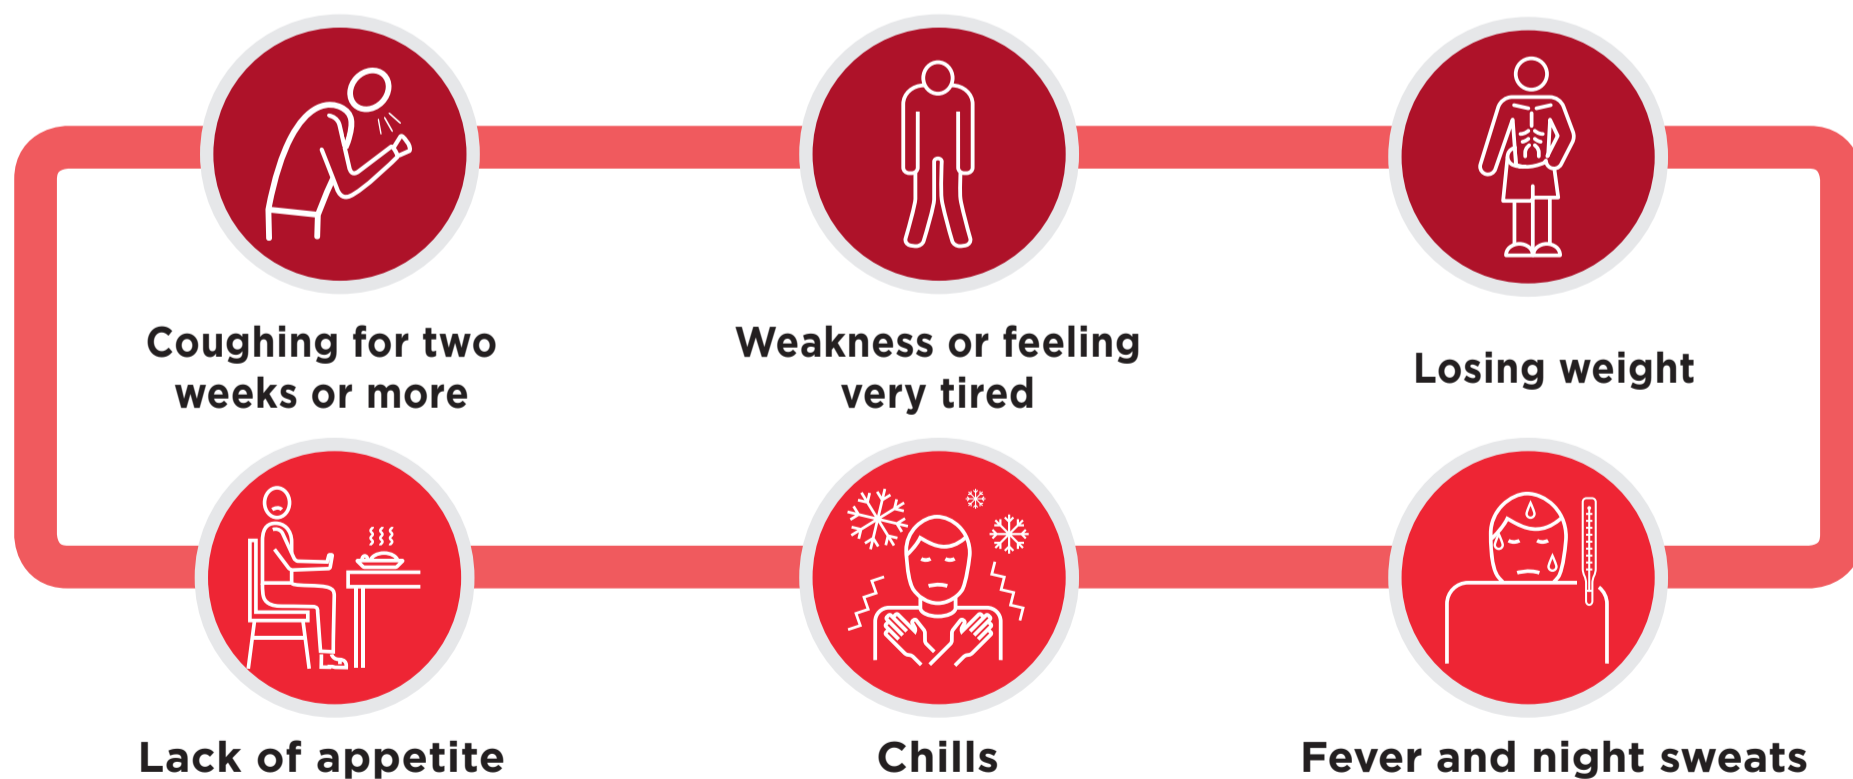 Coughing for two
weeks or more
Weakness or feeling
very tired
Losing weight
Lack of appetite
Chills
Fever and night sweats